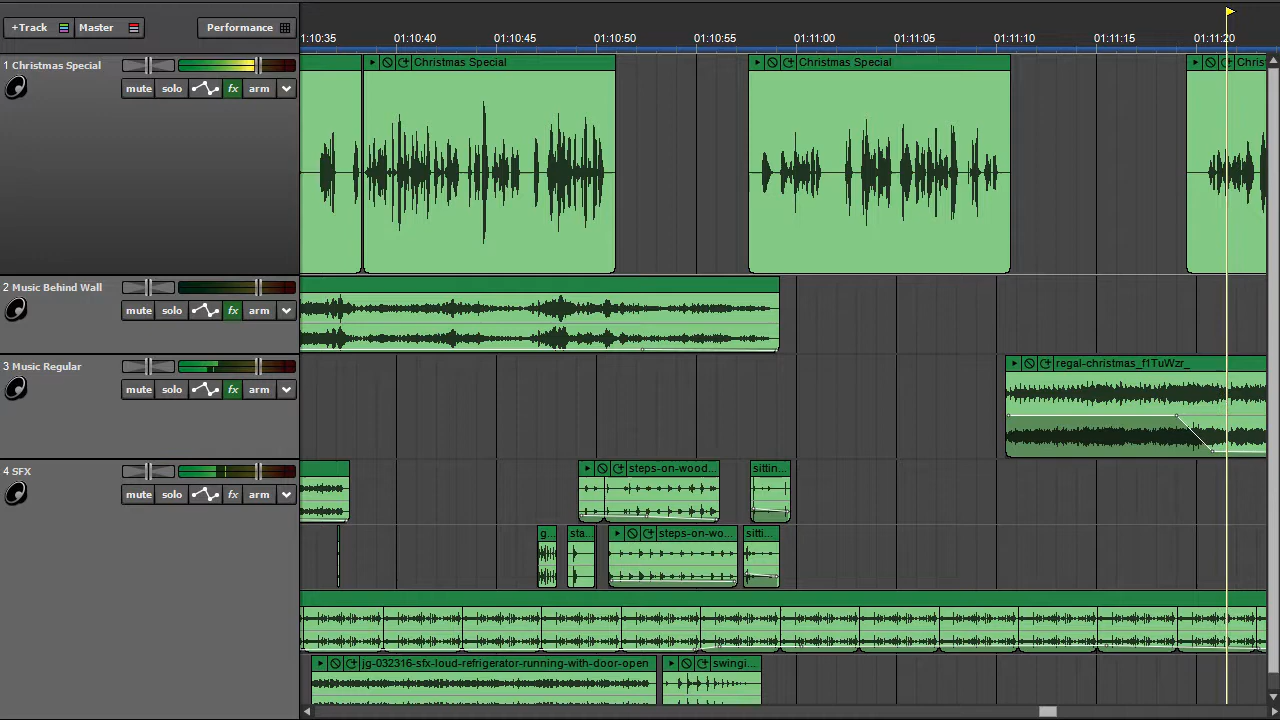 +Track Master Performance
1:10:35 01:10:40 01:10:45 01:10:50 01:10:55 01:11:00 01:11:05 01:11:10 01:11:15 01:11:20
1 Christmas Special
mute solo fx arm
Christmas Special
Christmas Special
Chris
2 Music Behind Wall
mute solo fx arm
3 Music Regular
mute solo fx arm
regal-christmas_f1TuWzr_
4 SFX
mute solo fx arm
steps-on-wood...
sittin...
g...
sta...
steps-on-wo...
sitti...
jg-032316-sfx-loud-refrigerator-running-with-door-open
swingi...